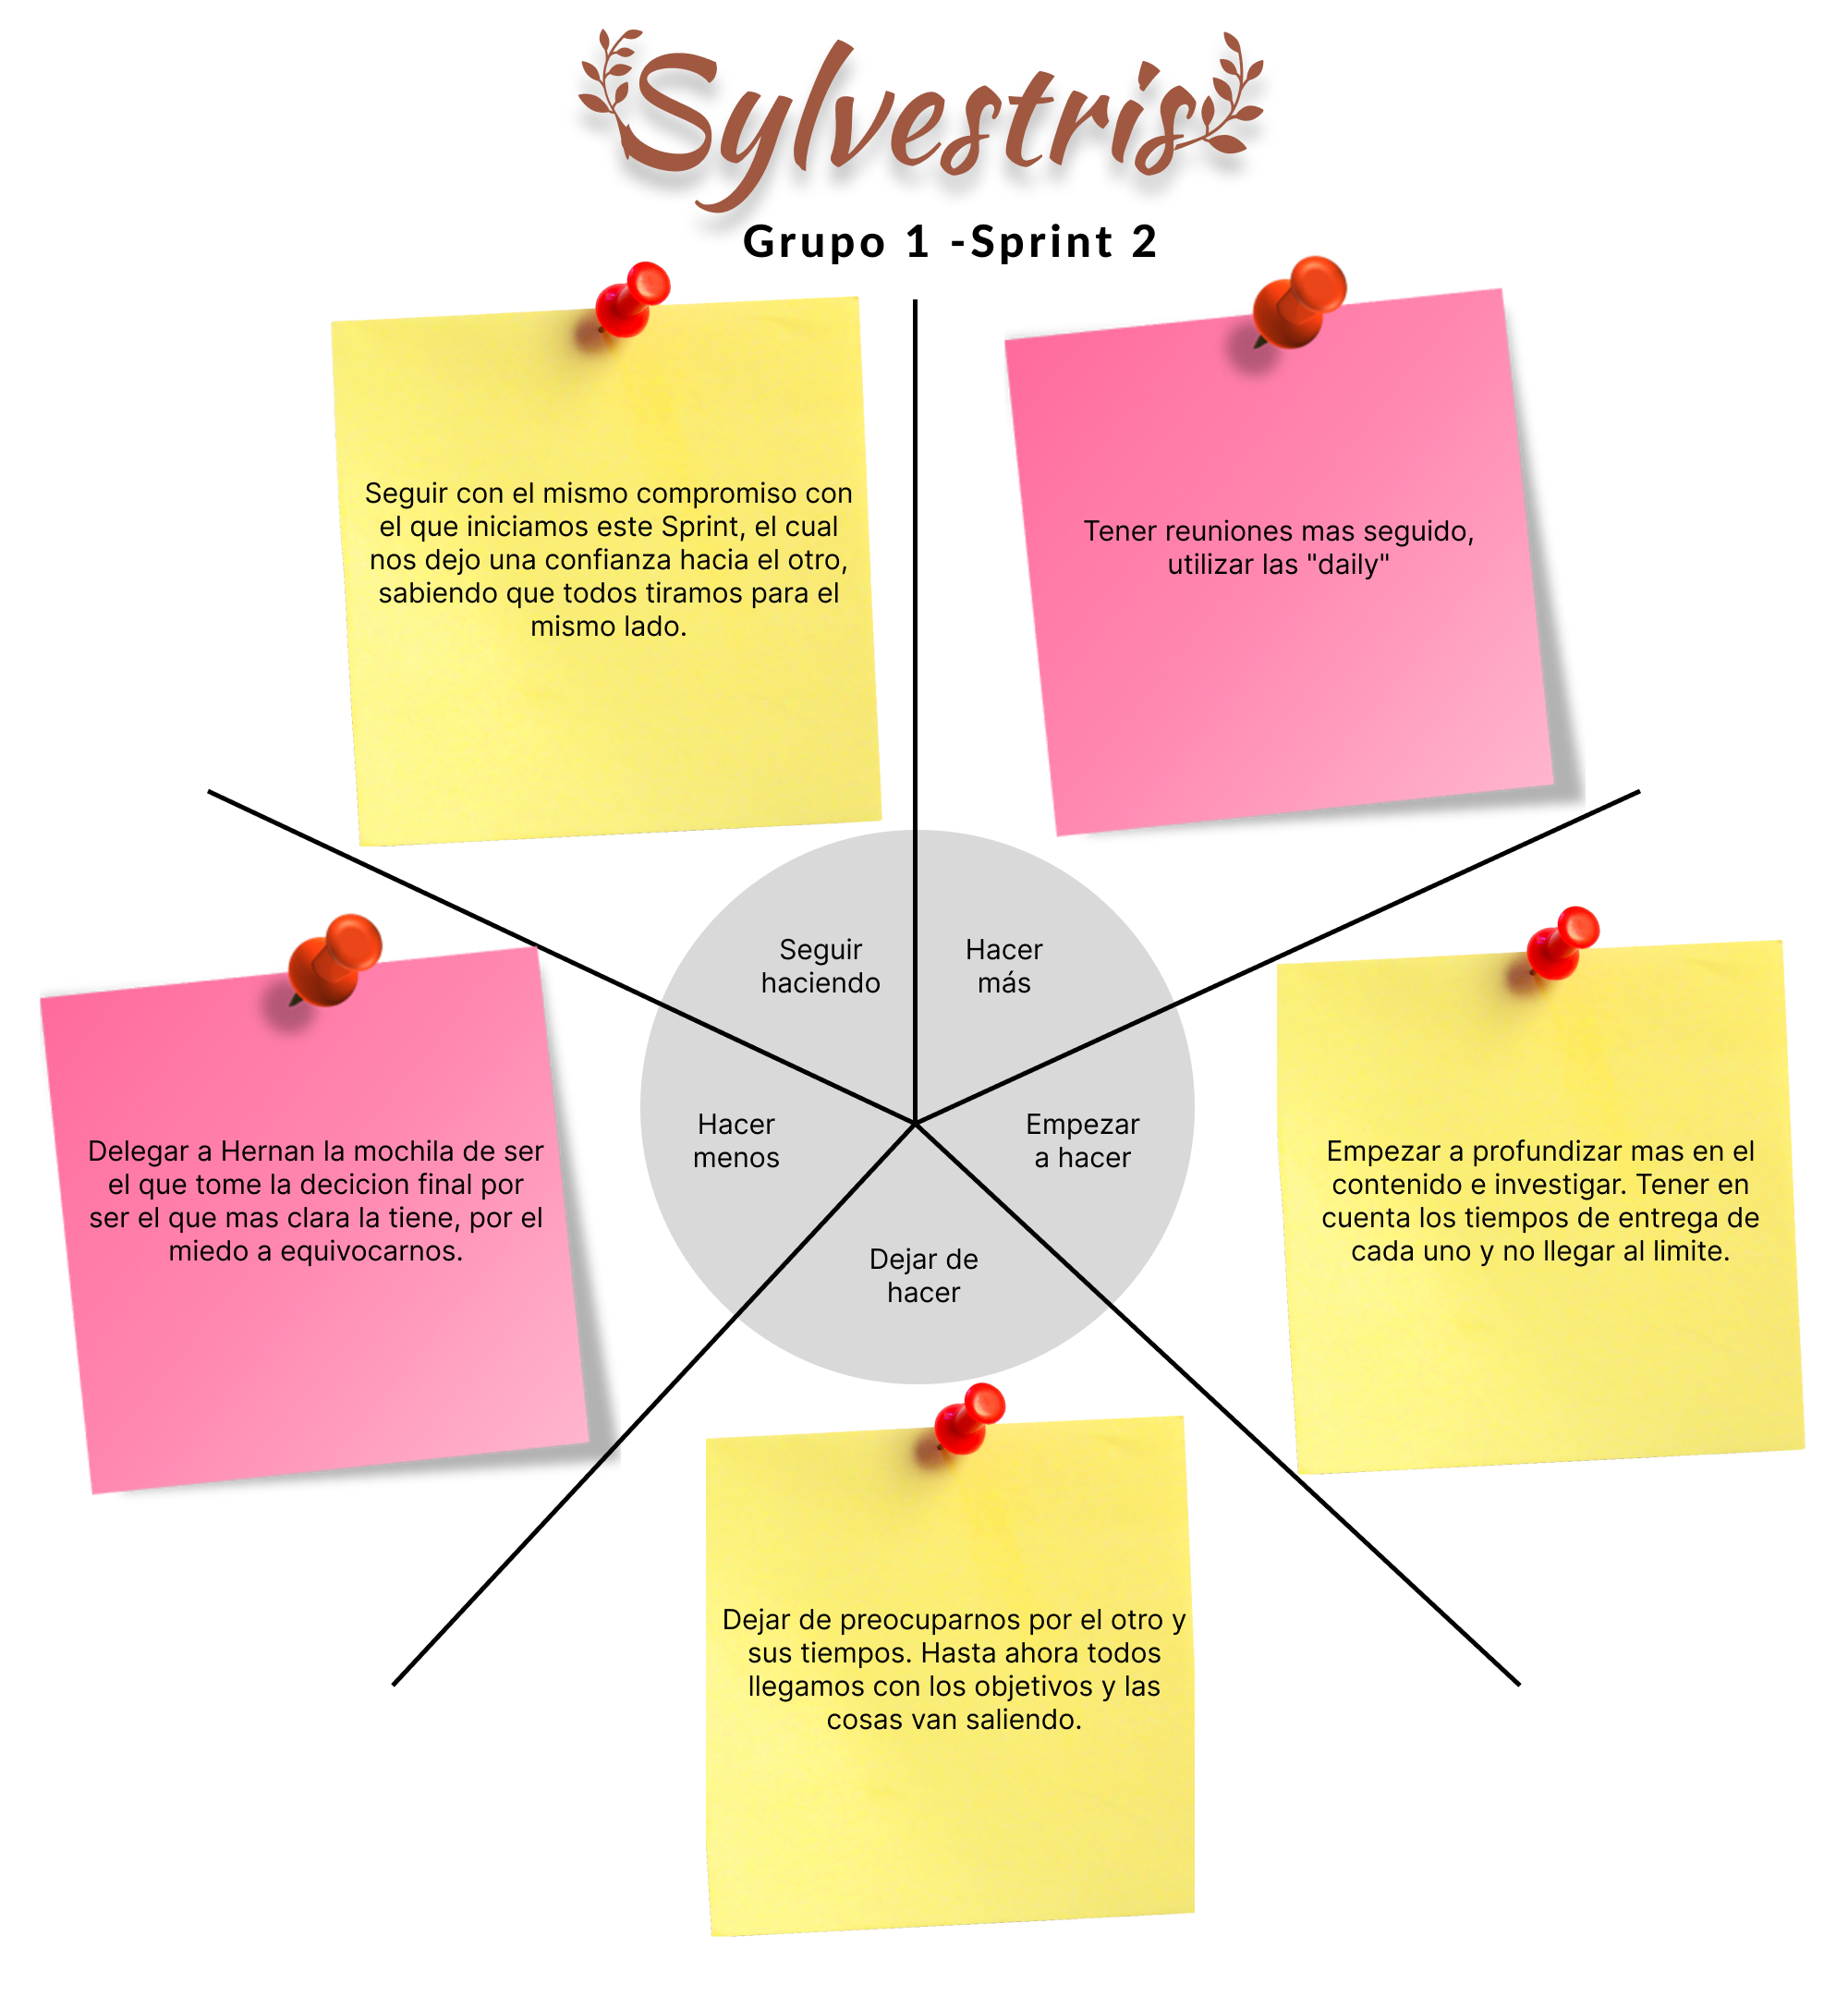 Sylvestris
Grupo 1 -Sprint 2
Seguir con el mismo compromiso con
el que iniciamos este Sprint, el cual
nos dejo una confianza hacia el otro,
sabiendo que todos tiramos para el
mismo lado.
Tener reuniones mas seguido,
utilizar las "daily"
Seguir
haciendo
Hacer
más
Hacer
menos
Empezar
a hacer
Dejar de
hacer
Delegar a Hernan la mochila de ser
el que tome la decicion final por
ser el que mas clara la tiene, por el
miedo a equivocarnos.
Empezar a profundizar mas en el
contenido e investigar. Tener en
cuenta los tiempos de entrega de
cada uno y no llegar al limite.
Dejar de preocuparnos por el otro y
sus tiempos. Hasta ahora todos
llegamos con los objetivos y las
cosas van saliendo.